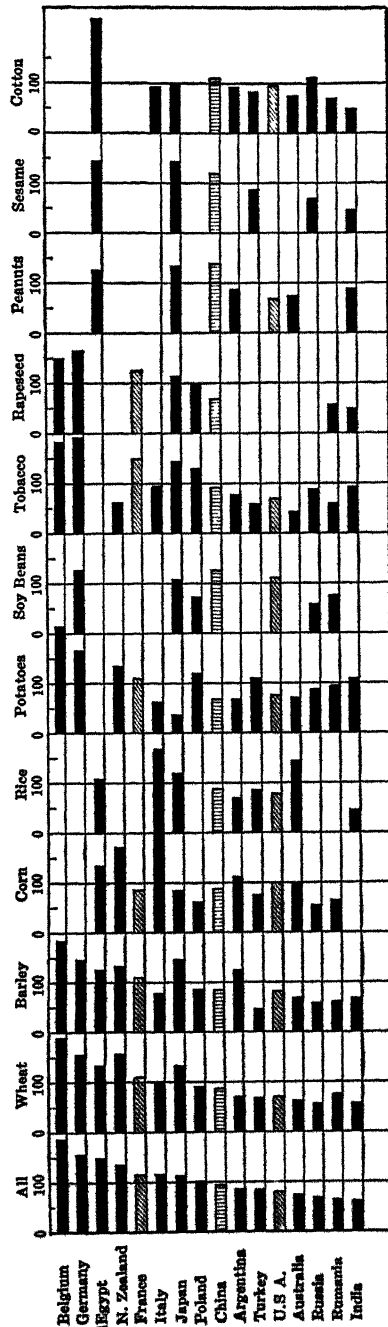 All Wheat Barley Corn Rice Potatoes Soy Beans Tobacco Rapeseed Peanuts Sesame Cotton
0 100 0 100 0 100 0 100 0 100 0 100 0 100 0 100 0 100 0 100 0 100 0 100
Belgium
Germany
Egypt
N. Zealand
France
Italy
Japan
Poland
China
Argentina
Turkey
U.S A.
Australia
Russia
Rumania
India